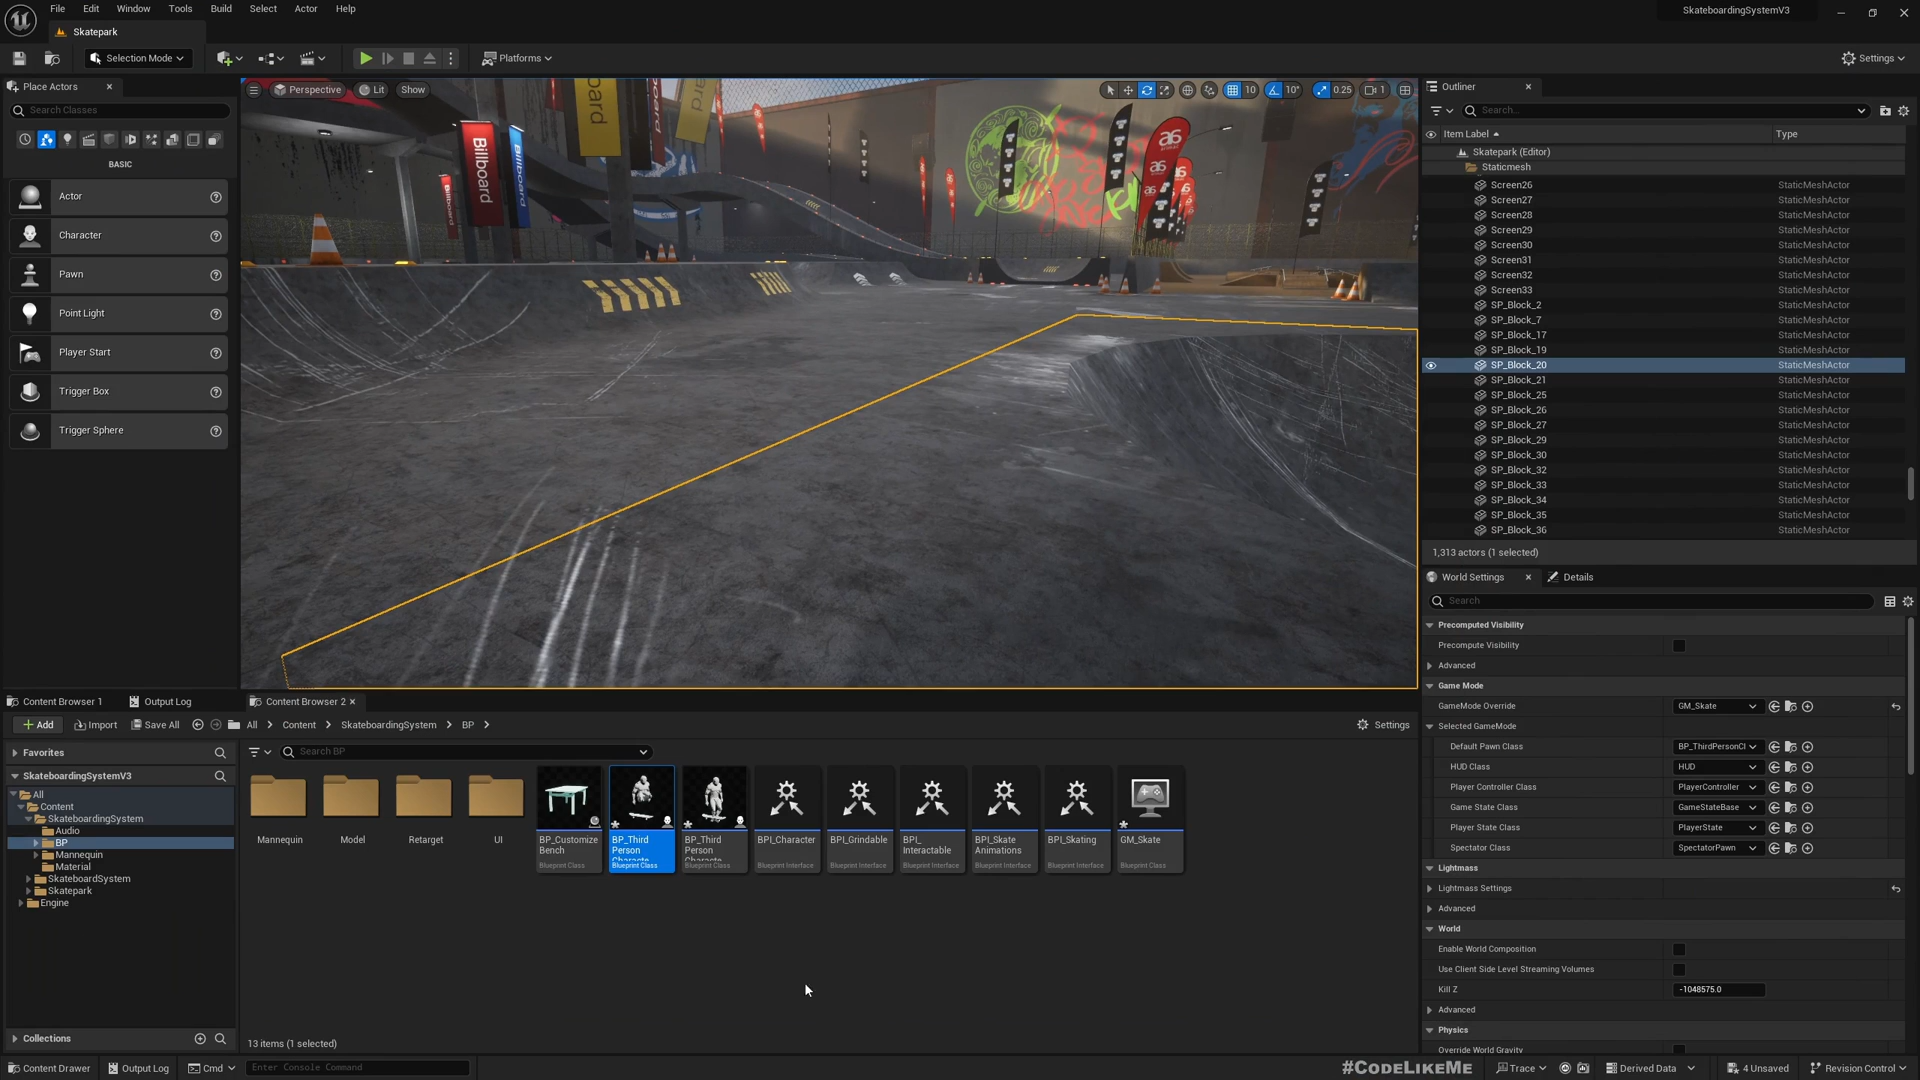 File Edit Window Tools Build Select Actor Help
SkateboardingSystemV3
Skatepark
Selection Mode
Platforms
Settings
Place Actors
Search Classes
BASIC
Actor
Character
Pawn
Point Light
Player Start
Trigger Box
Trigger Sphere
Perspective Lit Show
10 10° 0.25 1
Billboard
Billboard
Outliner
Search...
Item Label Type
Skatepark (Editor)
Staticmesh
Screen26 StaticMeshActor
Screen27 StaticMeshActor
Screen28 StaticMeshActor
Screen29 StaticMeshActor
Screen30 StaticMeshActor
Screen31 StaticMeshActor
Screen32 StaticMeshActor
Screen33 StaticMeshActor
SP_Block_2 StaticMeshActor
SP_Block_7 StaticMeshActor
SP_Block_17 StaticMeshActor
SP_Block_19 StaticMeshActor
SP_Block_20 StaticMeshActor
SP_Block_21 StaticMeshActor
SP_Block_25 StaticMeshActor
SP_Block_26 StaticMeshActor
SP_Block_27 StaticMeshActor
SP_Block_29 StaticMeshActor
SP_Block_30 StaticMeshActor
SP_Block_32 StaticMeshActor
SP_Block_33 StaticMeshActor
SP_Block_34 StaticMeshActor
SP_Block_35 StaticMeshActor
SP_Block_36 StaticMeshActor
1,313 actors (1 selected)
World Settings Details
Search
Precomputed Visibility
Precompute Visibility
Advanced
Game Mode
GameMode Override GM_Skate
Selected GameMode
Default Pawn Class BP_ThirdPersonCl
HUD Class HUD
Player Controller Class PlayerController
Game State Class GameStateBase
Player State Class PlayerState
Spectator Class SpectatorPawn
Lightmass
Lightmass Settings
Advanced
World
Enable World Composition
Use Client Side Level Streaming Volumes
Kill Z -1048575.0
Advanced
Physics
Override World Gravity
Content Browser 1 Output Log Content Browser 2
Add Import Save All All Content SkateboardingSystem BP
Settings
Favorites
SkateboardingSystemV3
All
Content
SkateboardingSystem
Audio
BP
Mannequin
Material
SkateboardSystem
Skatepark
Engine
Collections
Search BP
Mannequin
Model
Retarget
UI
BP_Customize
Bench
Blueprint Class
BP_Third
Person
Characte
Blueprint Class
BP_Third
Person
Characte
Blueprint Class
BPI_Character
Blueprint Interface
BPI_Grindable
Blueprint Interface
BPI_
Interactable
Blueprint Interface
BPI_Skate
Animations
Blueprint Interface
BPI_Skating
Blueprint Interface
GM_Skate
Blueprint Class
13 items (1 selected)
Content Drawer Output Log Cmd Enter Console Command
#CODELIKEME
Trace Derived Data 4 Unsaved Revision Control